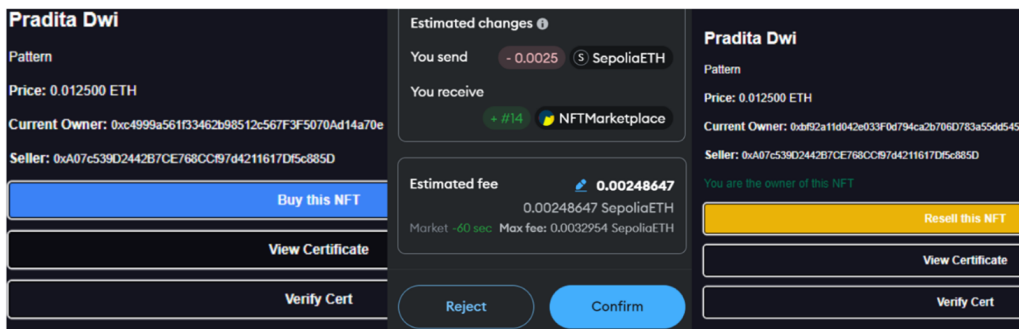 Pradita Dwi
Pattern
Price: 0.012500 ETH
Current Owner: 0xc4999a561f33462b98512c567F3F5070Ad14a70e
Seller: 0xA07c539D2442B7CE768CCf97d4211617Df5c885D
Buy this NFT
View Certificate
Verify Cert
Estimated changes
You send - 0.0025 S SepoliaETH
You receive
+ #14 NFTMarketplace
Estimated fee 0.00248647
0.00248647 SepoliaETH
Market ~60 sec Max fee: 0.0032954 SepoliaETH
Reject Confirm
Pradita Dwi
Pattern
Price: 0.012500 ETH
Current Owner: 0xbf92a11d042e033F0d794ca2b706D783a55dd545
Seller: 0xA07c539D2442B7CE768CCf97d4211617Df5c885D
You are the owner of this NFT
Resell this NFT
View Certificate
Verify Cert